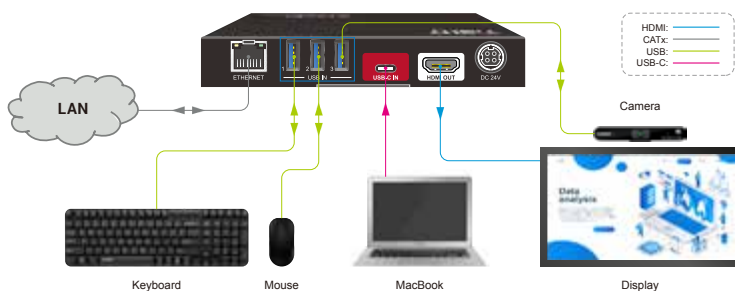 HDMI:
CATx:
USB:
USB-C:
ETHERNET
1
2
3
USB IN
USB-C IN
HDMI OUT
DC 24V
LAN
Camera
Data
analysis
Keyboard
Mouse
MacBook
Display